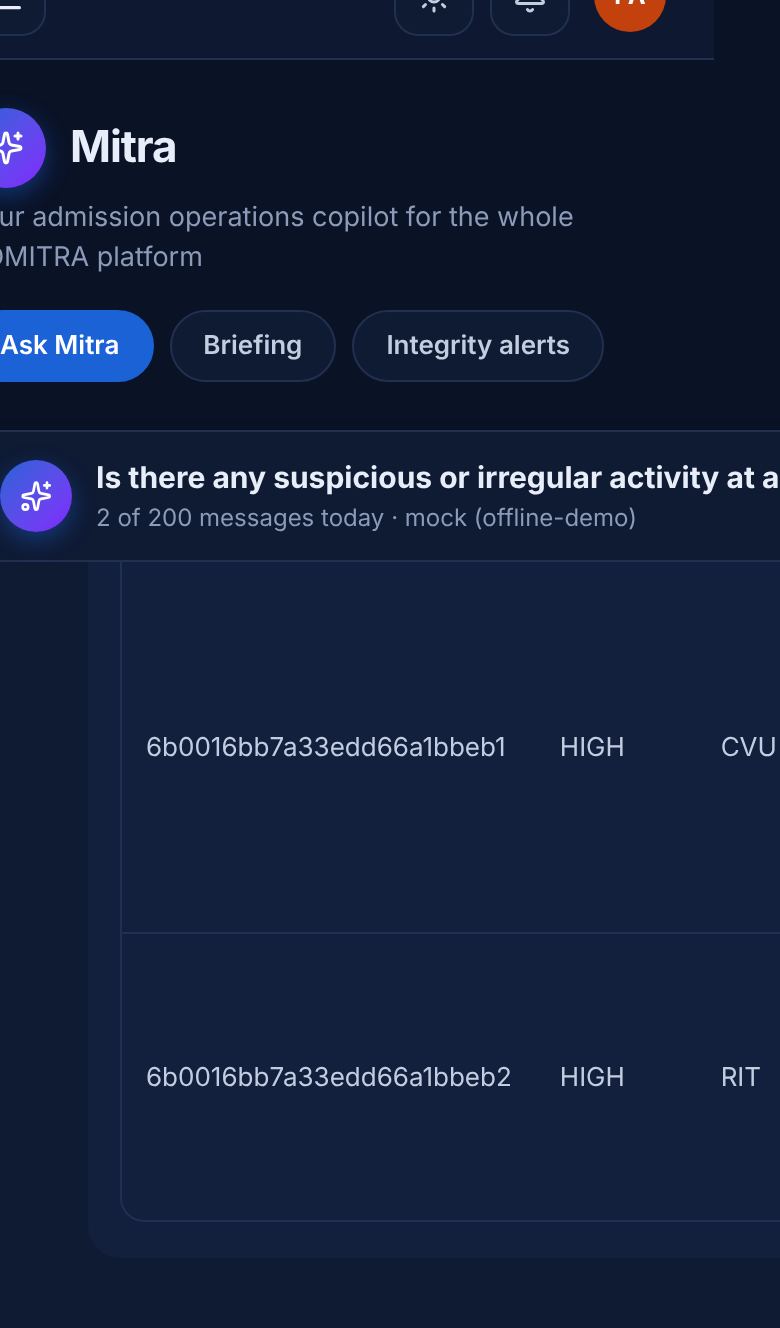 Mitra
ur admission operations copilot for the whole
OMITRA platform
Ask Mitra
Briefing
Integrity alerts
Is there any suspicious or irregular activity at a
2 of 200 messages today · mock (offline-demo)
6b0016bb7a33edd66a1bbeb1 HIGH CVU
6b0016bb7a33edd66a1bbeb2 HIGH RIT